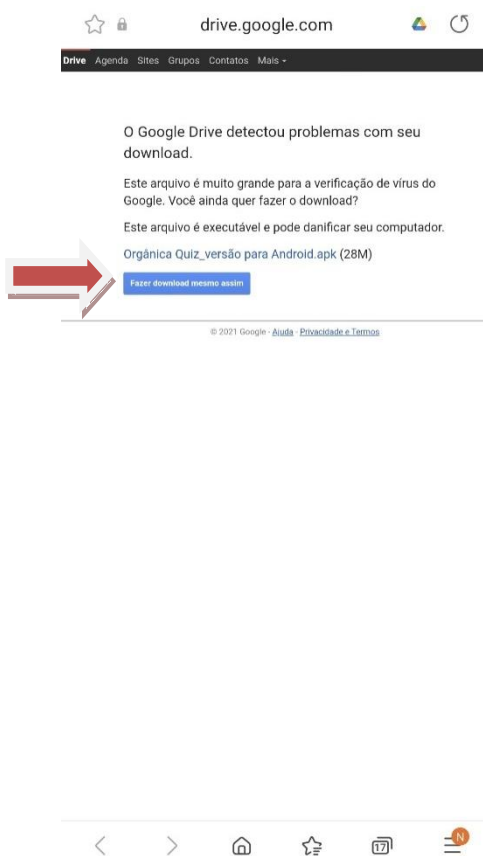 drive.google.com
Drive Agenda Sites Grupos Contatos Mais
O Google Drive detectou problemas com seu
download.
Este arquivo é muito grande para a verificação de vírus do
Google. Você ainda quer fazer o download?
Este arquivo é executável e pode danificar seu computador.
Orgânica Quiz_versão para Android.apk (28M)
Fazer download mesmo assim
© 2021 Google - Ajuda - Privacidade e Termos
17 N